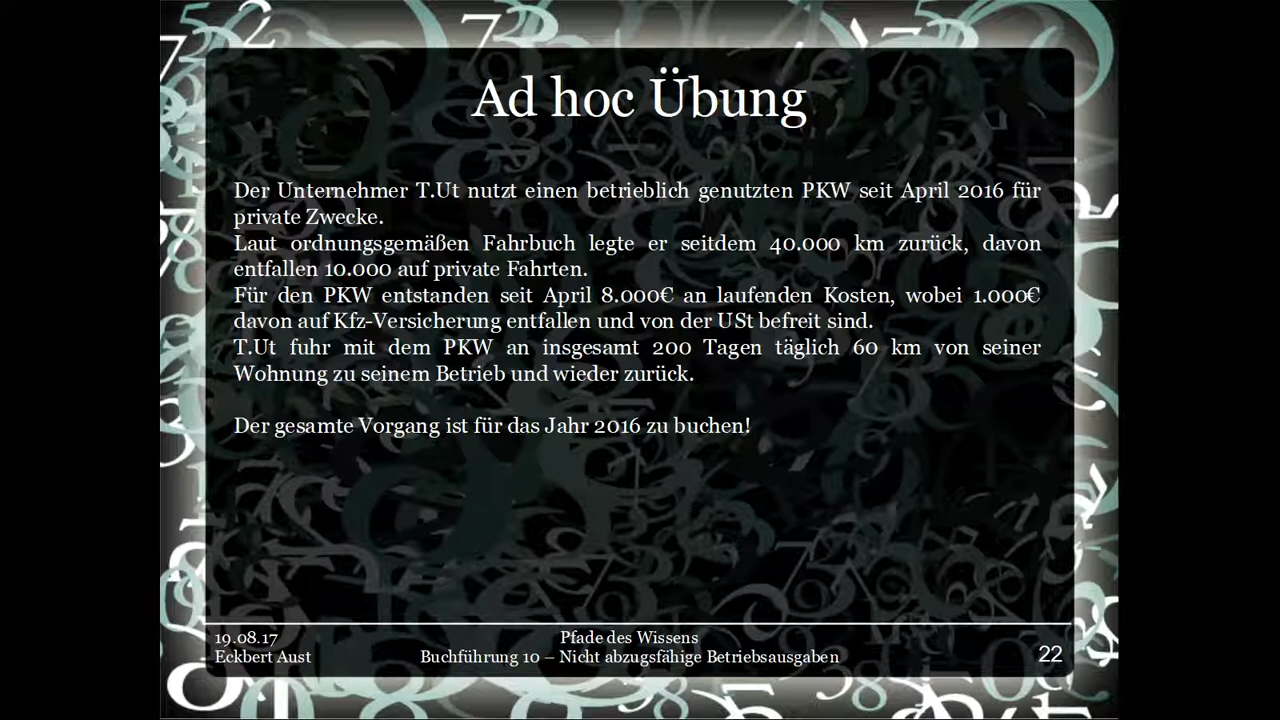 Ad hoc Übung
Der Unternehmer T.Ut nutzt einen betrieblich genutzten PKW seit April 2016 für
private Zwecke.
Laut ordnungsgemäßen Fahrbuch legte er seitdem 40.000 km zurück, davon
entfallen 10.000 auf private Fahrten.
Für den PKW entstanden seit April 8.000€ an laufenden Kosten, wobei 1.000€
davon auf Kfz-Versicherung entfallen und von der USt befreit sind.
T.Ut fuhr mit dem PKW an insgesamt 200 Tagen täglich 60 km von seiner
Wohnung zu seinem Betrieb und wieder zurück.
Der gesamte Vorgang ist für das Jahr 2016 zu buchen!
19.08.17
Eckbert Aust
Pfade des Wissens
Buchführung 10 – Nicht abzugsfähige Betriebsausgaben
22